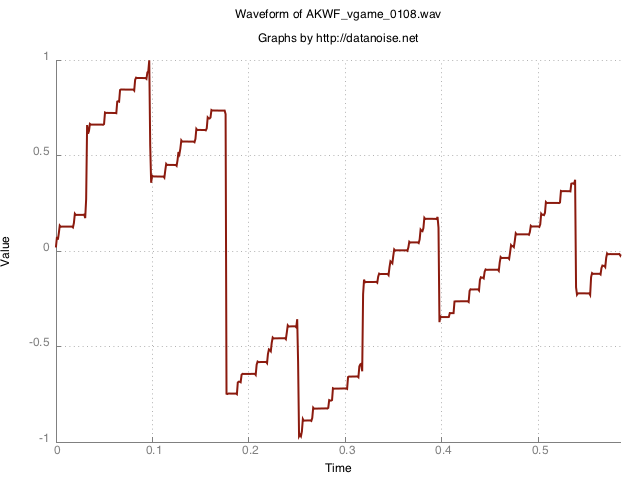 Waveform of AKWF_vgame_0108.wav
Graphs by http://datanoise.net
1
0.5
0
-0.5
-1
Value
0 0.1 0.2 0.3 0.4 0.5
Time